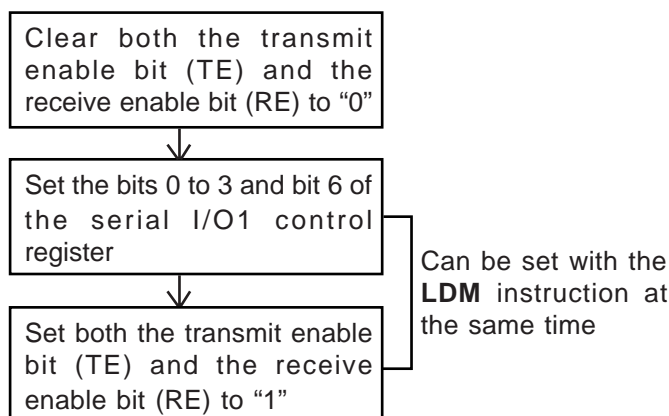 Clear both the transmit
enable bit (TE) and the
receive enable bit (RE) to “0”
Set the bits 0 to 3 and bit 6 of
the serial I/O1 control
register
Set both the transmit enable
bit (TE) and the receive
enable bit (RE) to “1”
Can be set with the
LDM instruction at
the same time